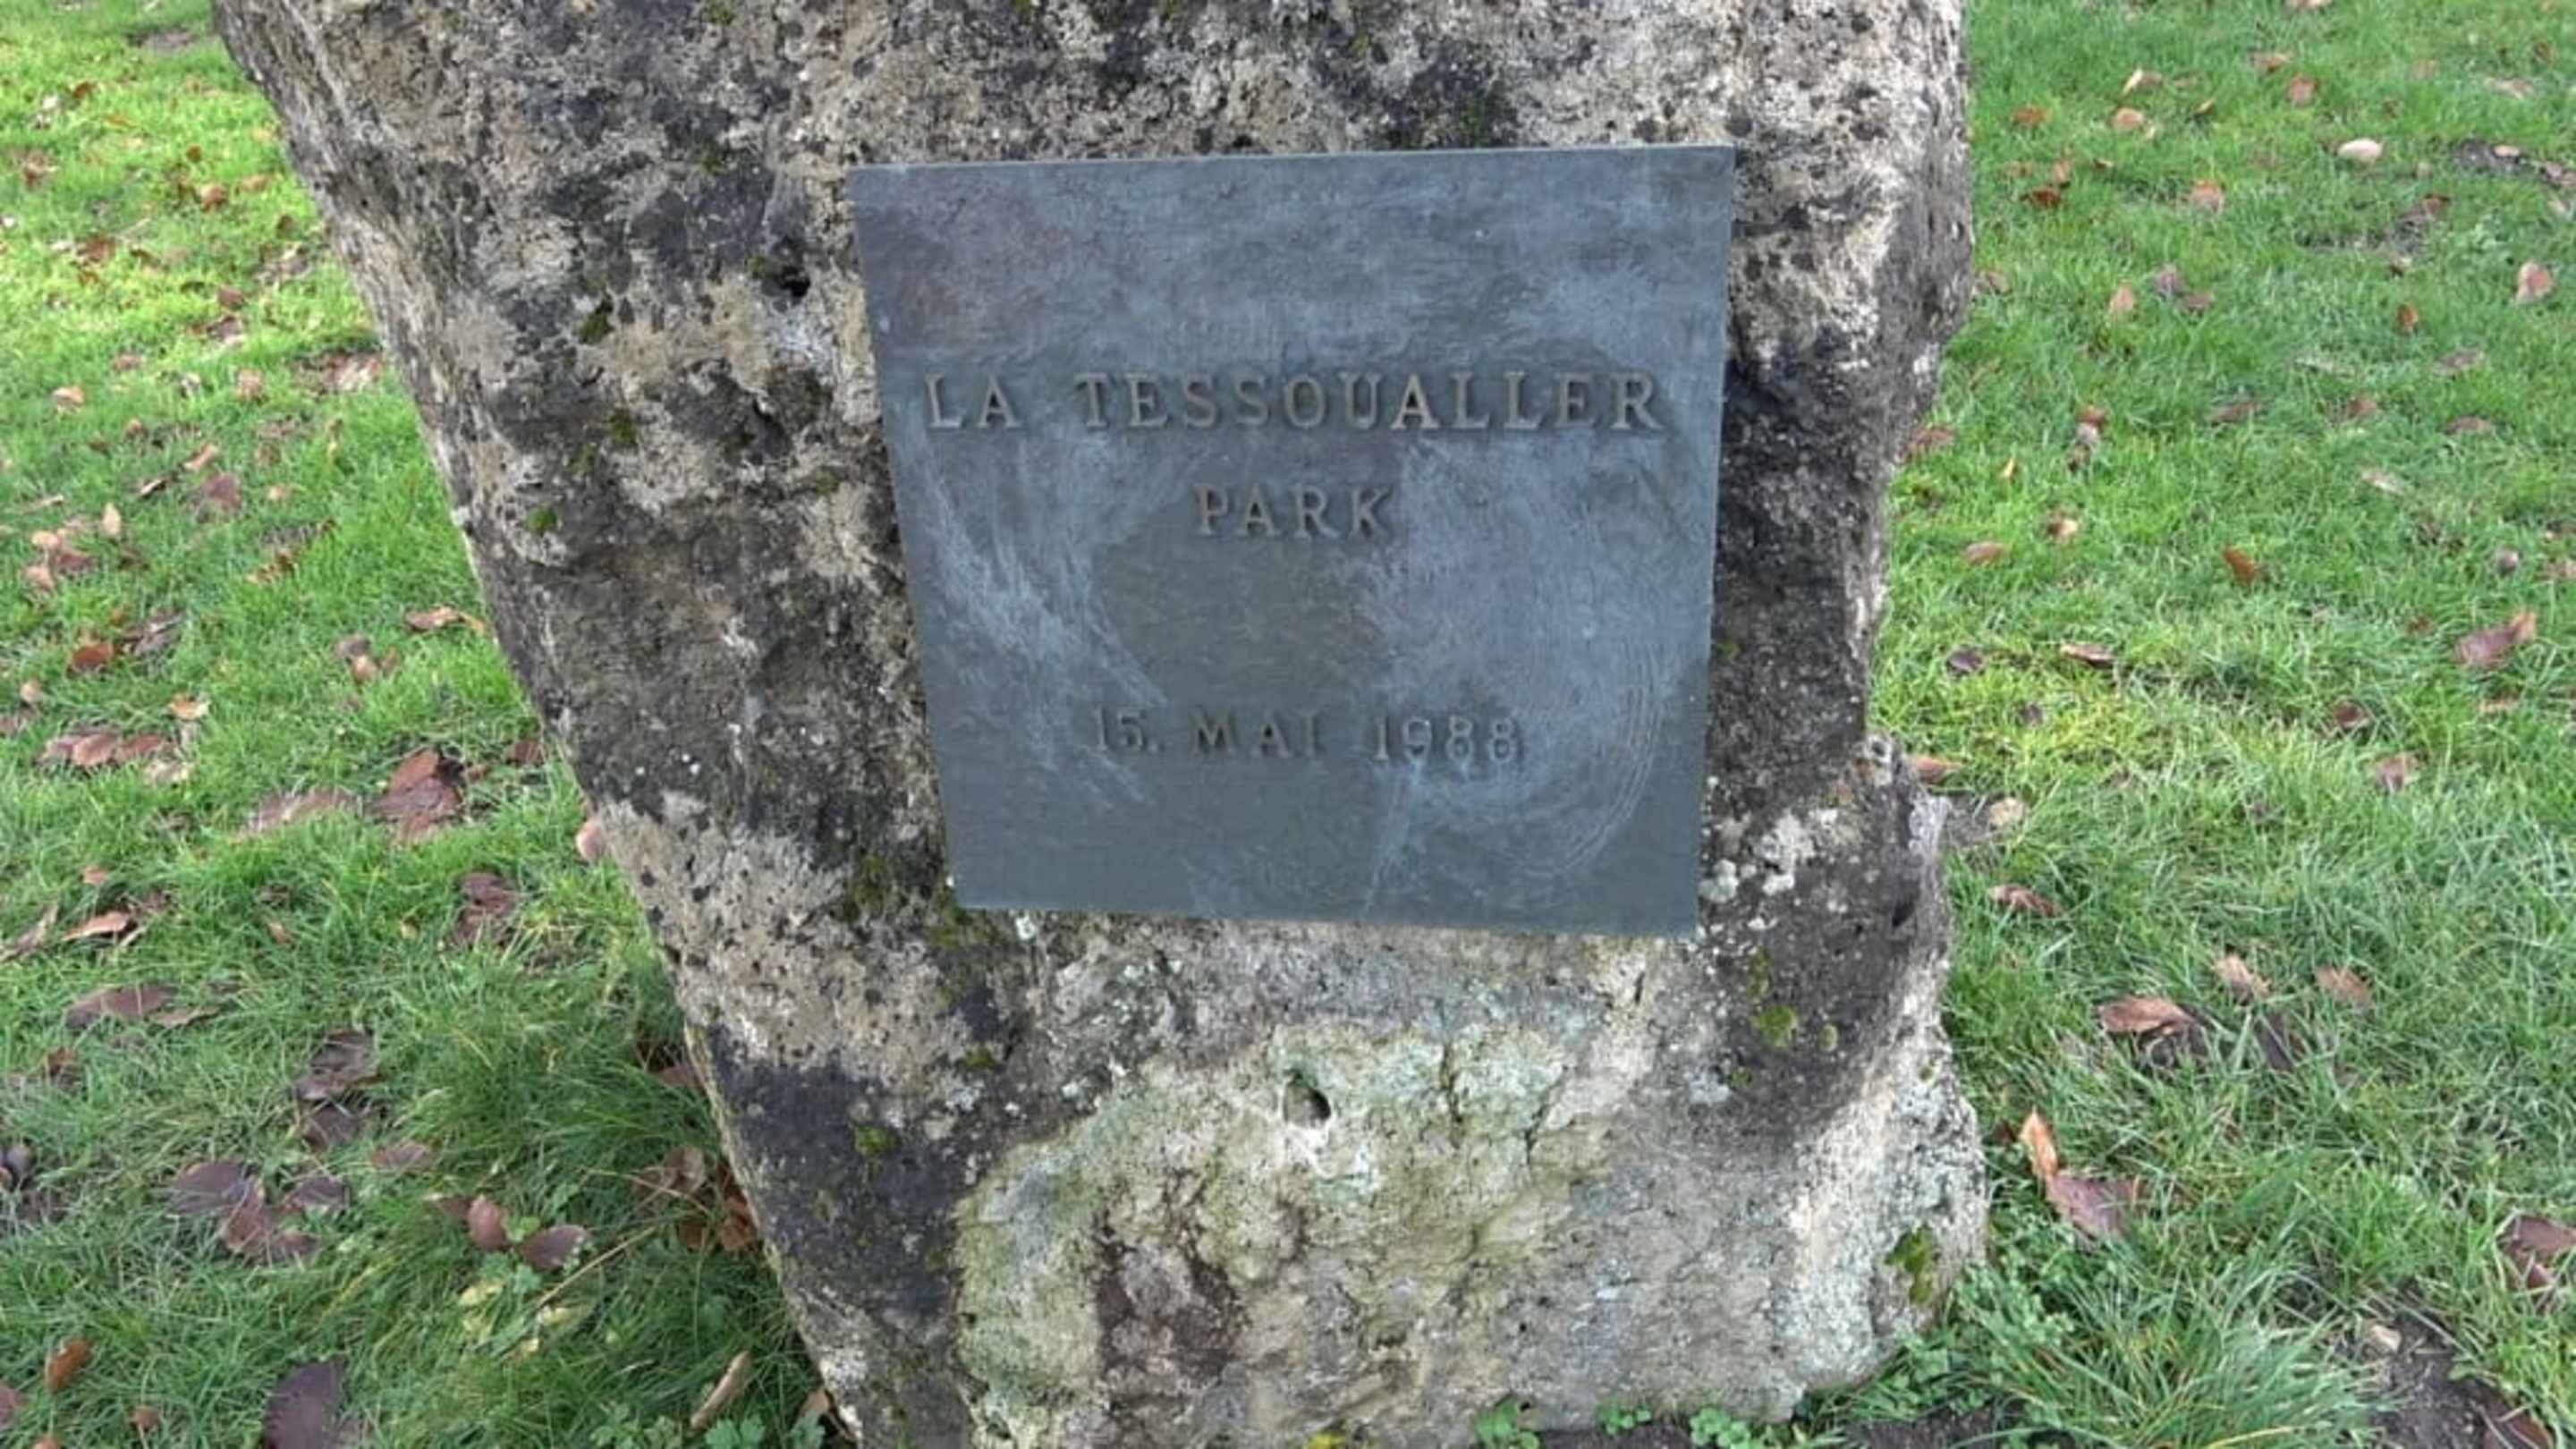 LA TESSOUALLER
PARK
15. MAI 1988